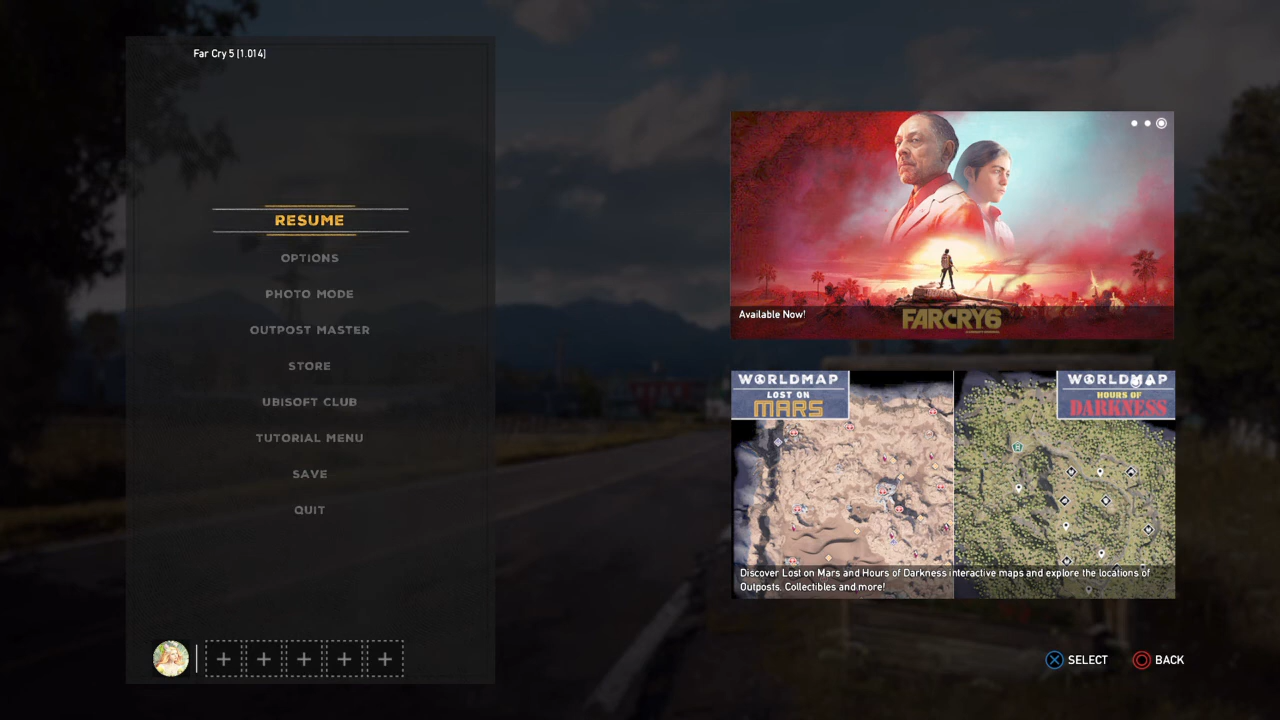 Far Cry 5 [1.014]
RESUME
OPTIONS
PHOTO MODE
OUTPOST MASTER
STORE
UBISOFT CLUB
TUTORIAL MENU
SAVE
QUIT
Available Now!
FARCRY6
WORLDMAP
LOST ON
MARS
WORLDMAP
HOURS OF
DARKNESS
Discover Lost on Mars and Hours of Darkness interactive maps and explore the locations of
Outposts. Collectibles and more!
SELECT
BACK